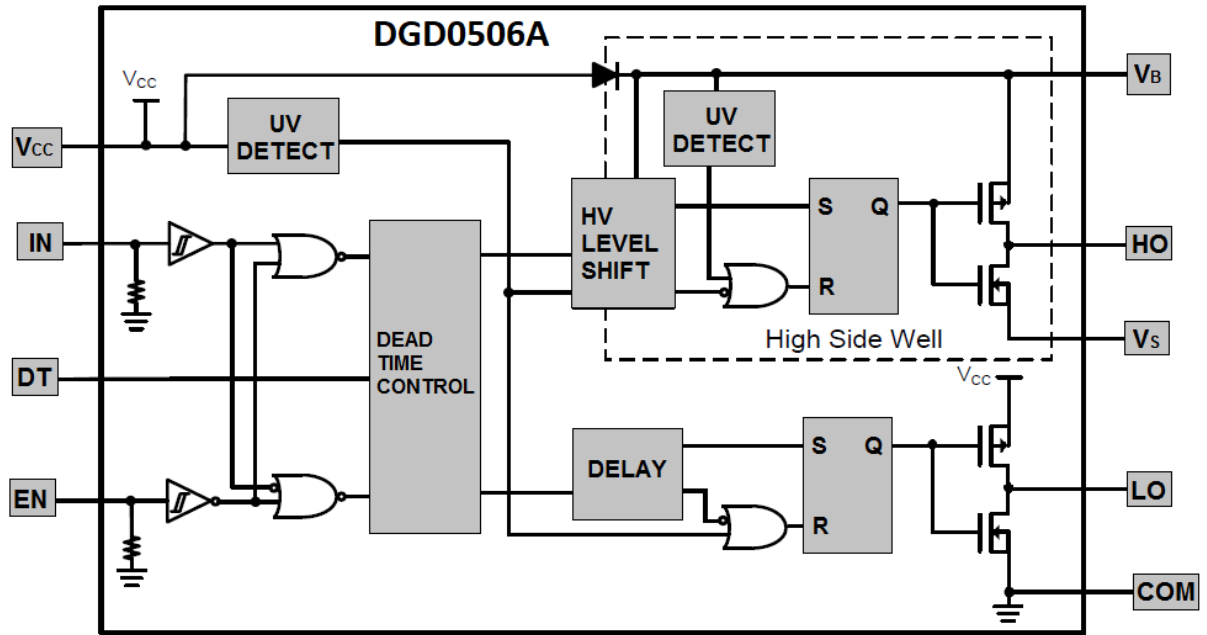 DGD0506A
VCC
VB
VCC
UV
DETECT
UV
DETECT
IN
HV
LEVEL
SHIFT
S
Q
R
HO
High Side Well
VS
DEAD
TIME
CONTROL
DT
VCC
EN
DELAY
S
Q
R
LO
COM